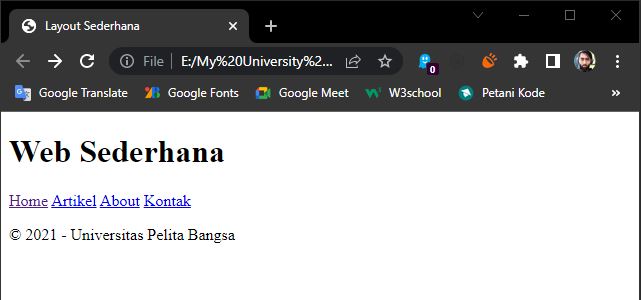 Layout Sederhana
File E:/My%20University%2...
0
Google Translate Google Fonts Google Meet W3school Petani Kode »
Web Sederhana
Home Artikel About Kontak
© 2021 - Universitas Pelita Bangsa